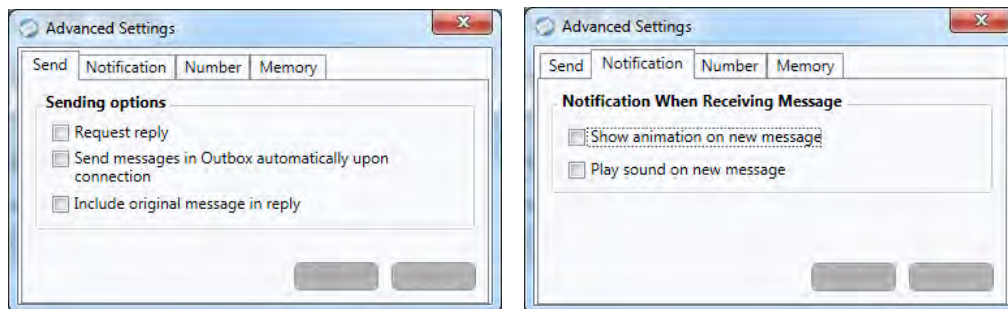 Advanced Settings
Send Notification Number Memory
Sending options
Request reply
Send messages in Outbox automatically upon
connection
Include original message in reply
Advanced Settings
Send Notification Number Memory
Notification When Receiving Message
Show animation on new message
Play sound on new message